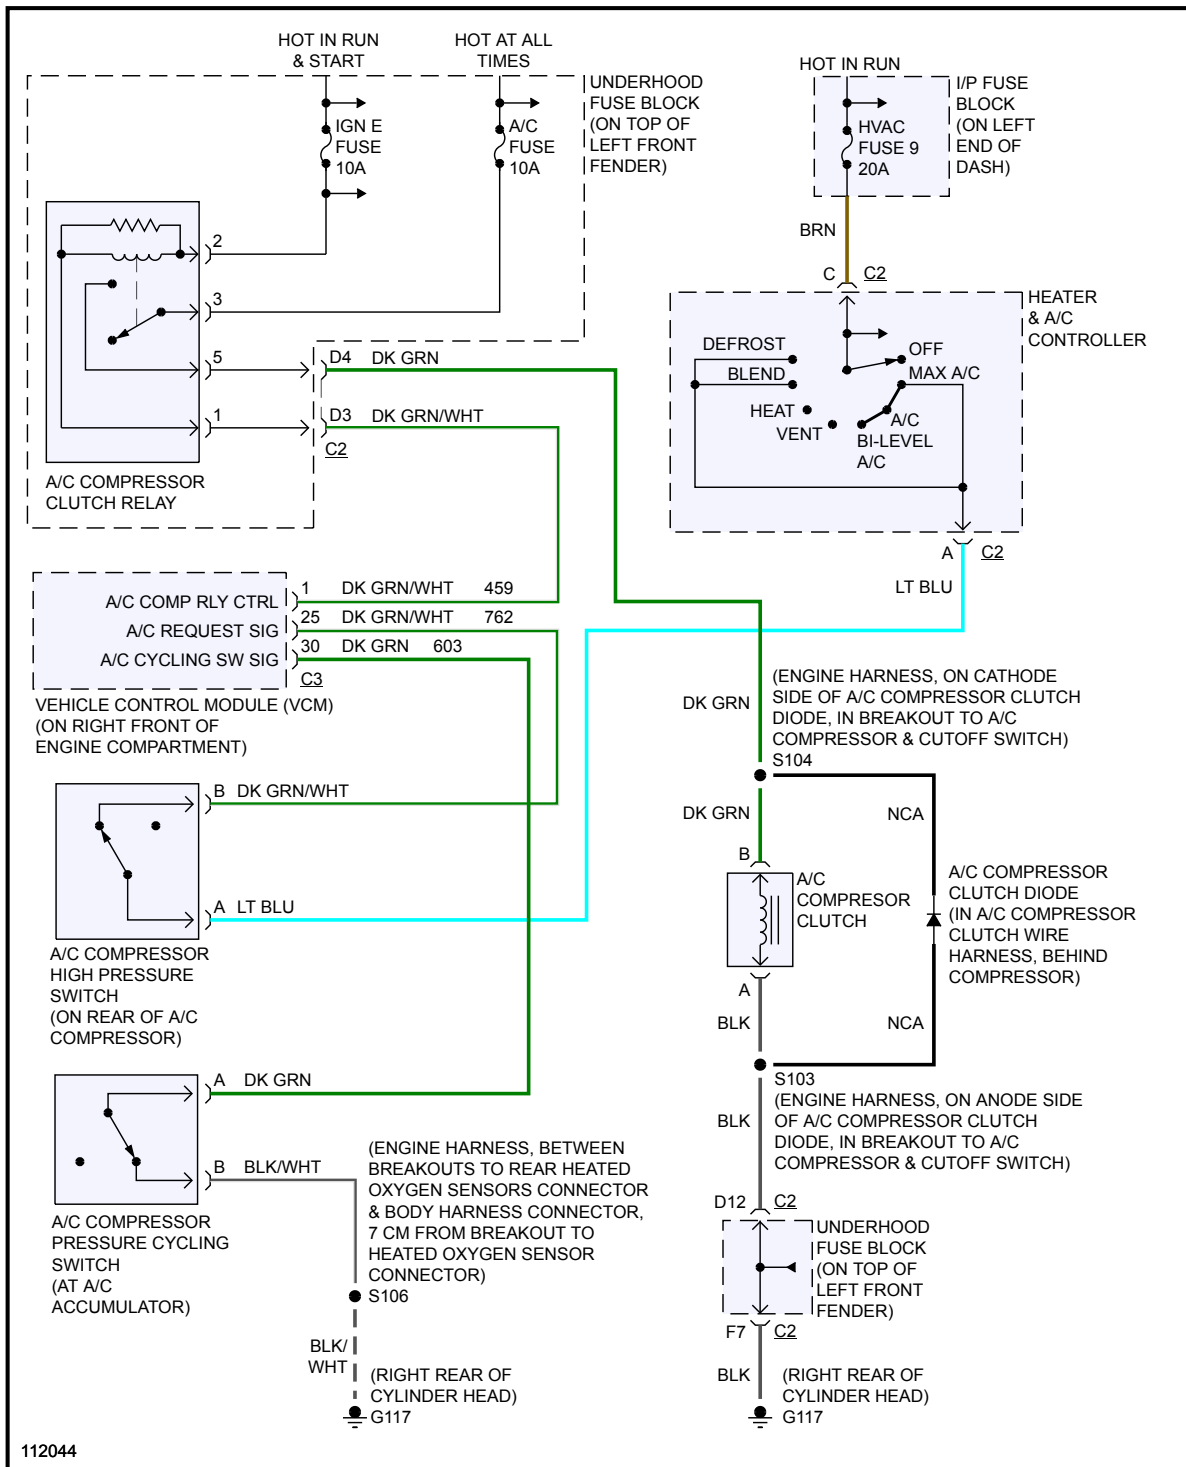 HOT IN RUN
& START
HOT AT ALL
TIMES
HOT IN RUN
UNDERHOOD
FUSE BLOCK
(ON TOP OF
LEFT FRONT
FENDER)
IGN E
FUSE
10A
A/C
FUSE
10A
HVAC
FUSE 9
20A
I/P FUSE
BLOCK
(ON LEFT
END OF
DASH)
BRN
C
C2
2
3
5
1
D4
DK GRN
D3
DK GRN/WHT
C2
A/C COMPRESSOR
CLUTCH RELAY
HEATER
& A/C
CONTROLLER
DEFROST
BLEND
HEAT
VENT
OFF
MAX A/C
A/C
BI-LEVEL
A/C
A
C2
LT BLU
A/C COMP RLY CTRL
1
DK GRN/WHT
459
A/C REQUEST SIG
25
DK GRN/WHT
762
A/C CYCLING SW SIG
30
DK GRN
603
C3
VEHICLE CONTROL MODULE (VCM)
(ON RIGHT FRONT OF
ENGINE COMPARTMENT)
DK GRN
(ENGINE HARNESS, ON CATHODE
SIDE OF A/C COMPRESSOR CLUTCH
DIODE, IN BREAKOUT TO A/C
COMPRESSOR & CUTOFF SWITCH)
S104
B
DK GRN/WHT
A
LT BLU
A/C COMPRESSOR
HIGH PRESSURE
SWITCH
(ON REAR OF A/C
COMPRESSOR)
DK GRN
NCA
B
A/C
COMPRESOR
CLUTCH
A/C COMPRESSOR
CLUTCH DIODE
(IN A/C COMPRESSOR
CLUTCH WIRE
HARNESS, BEHIND
COMPRESSOR)
A
BLK
NCA
S103
(ENGINE HARNESS, ON ANODE SIDE
OF A/C COMPRESSOR CLUTCH
DIODE, IN BREAKOUT TO A/C
COMPRESSOR & CUTOFF SWITCH)
BLK
A
DK GRN
B
BLK/WHT
A/C COMPRESSOR
PRESSURE CYCLING
SWITCH
(AT A/C
ACCUMULATOR)
(ENGINE HARNESS, BETWEEN
BREAKOUTS TO REAR HEATED
OXYGEN SENSORS CONNECTOR
& BODY HARNESS CONNECTOR,
7 CM FROM BREAKOUT TO
HEATED OXYGEN SENSOR
CONNECTOR)
S106
BLK/
WHT
(RIGHT REAR OF
CYLINDER HEAD)
G117
D12
C2
UNDERHOOD
FUSE BLOCK
(ON TOP OF
LEFT FRONT
FENDER)
F7
C2
BLK
(RIGHT REAR OF
CYLINDER HEAD)
G117
112044